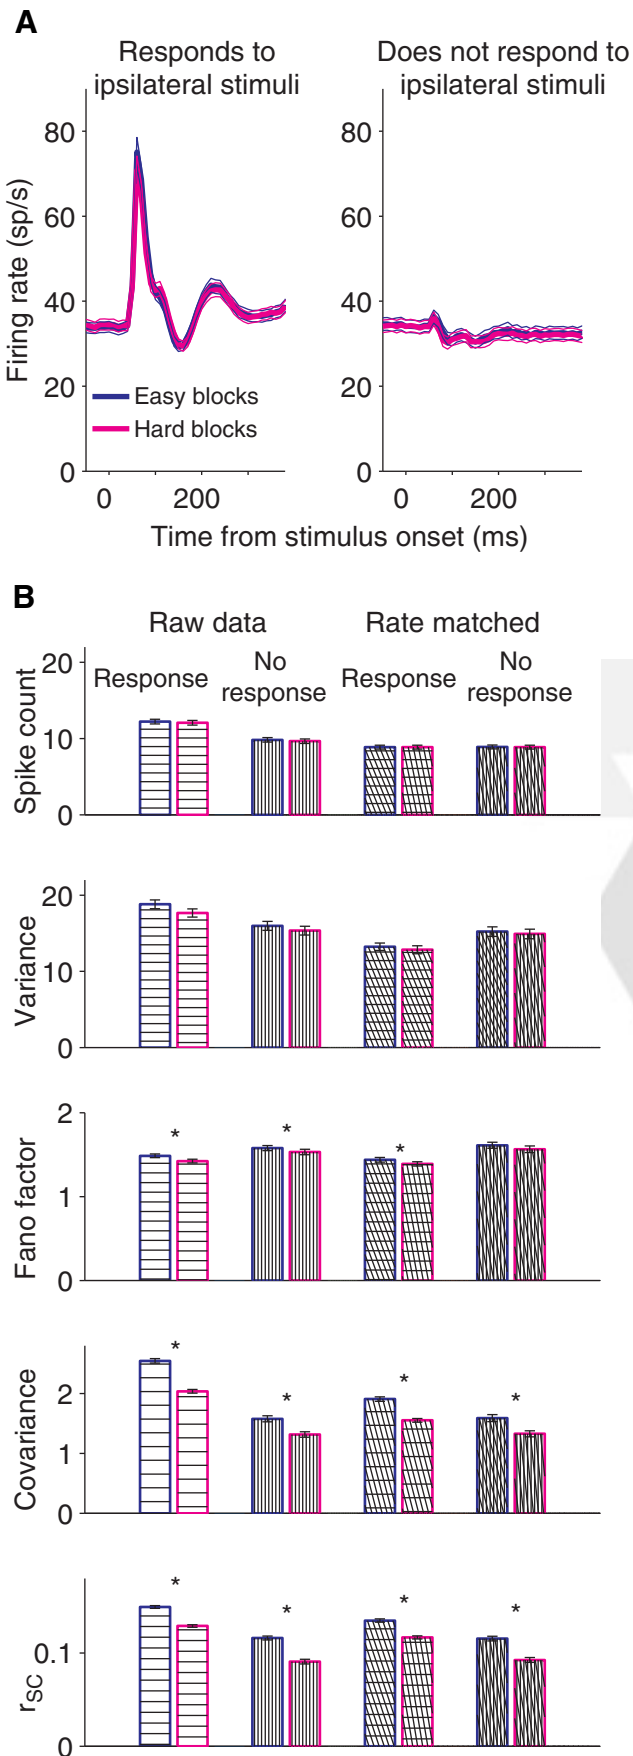 A
Responds to
ipsilateral stimuli
Does not respond to
ipsilateral stimuli
Firing rate (sp/s)
80
60
40
20
0
Easy blocks
Hard blocks
0 200
80
60
40
20
0
0 200
Time from stimulus onset (ms)
B
Raw data
Rate matched
Response
No
response
Response
No
response
Spike count
20
10
0
Variance
20
10
0
Fano factor
2
1
0
* * *
Covariance
2
1
0
* * * *
rSC
0.1
0
* * * *